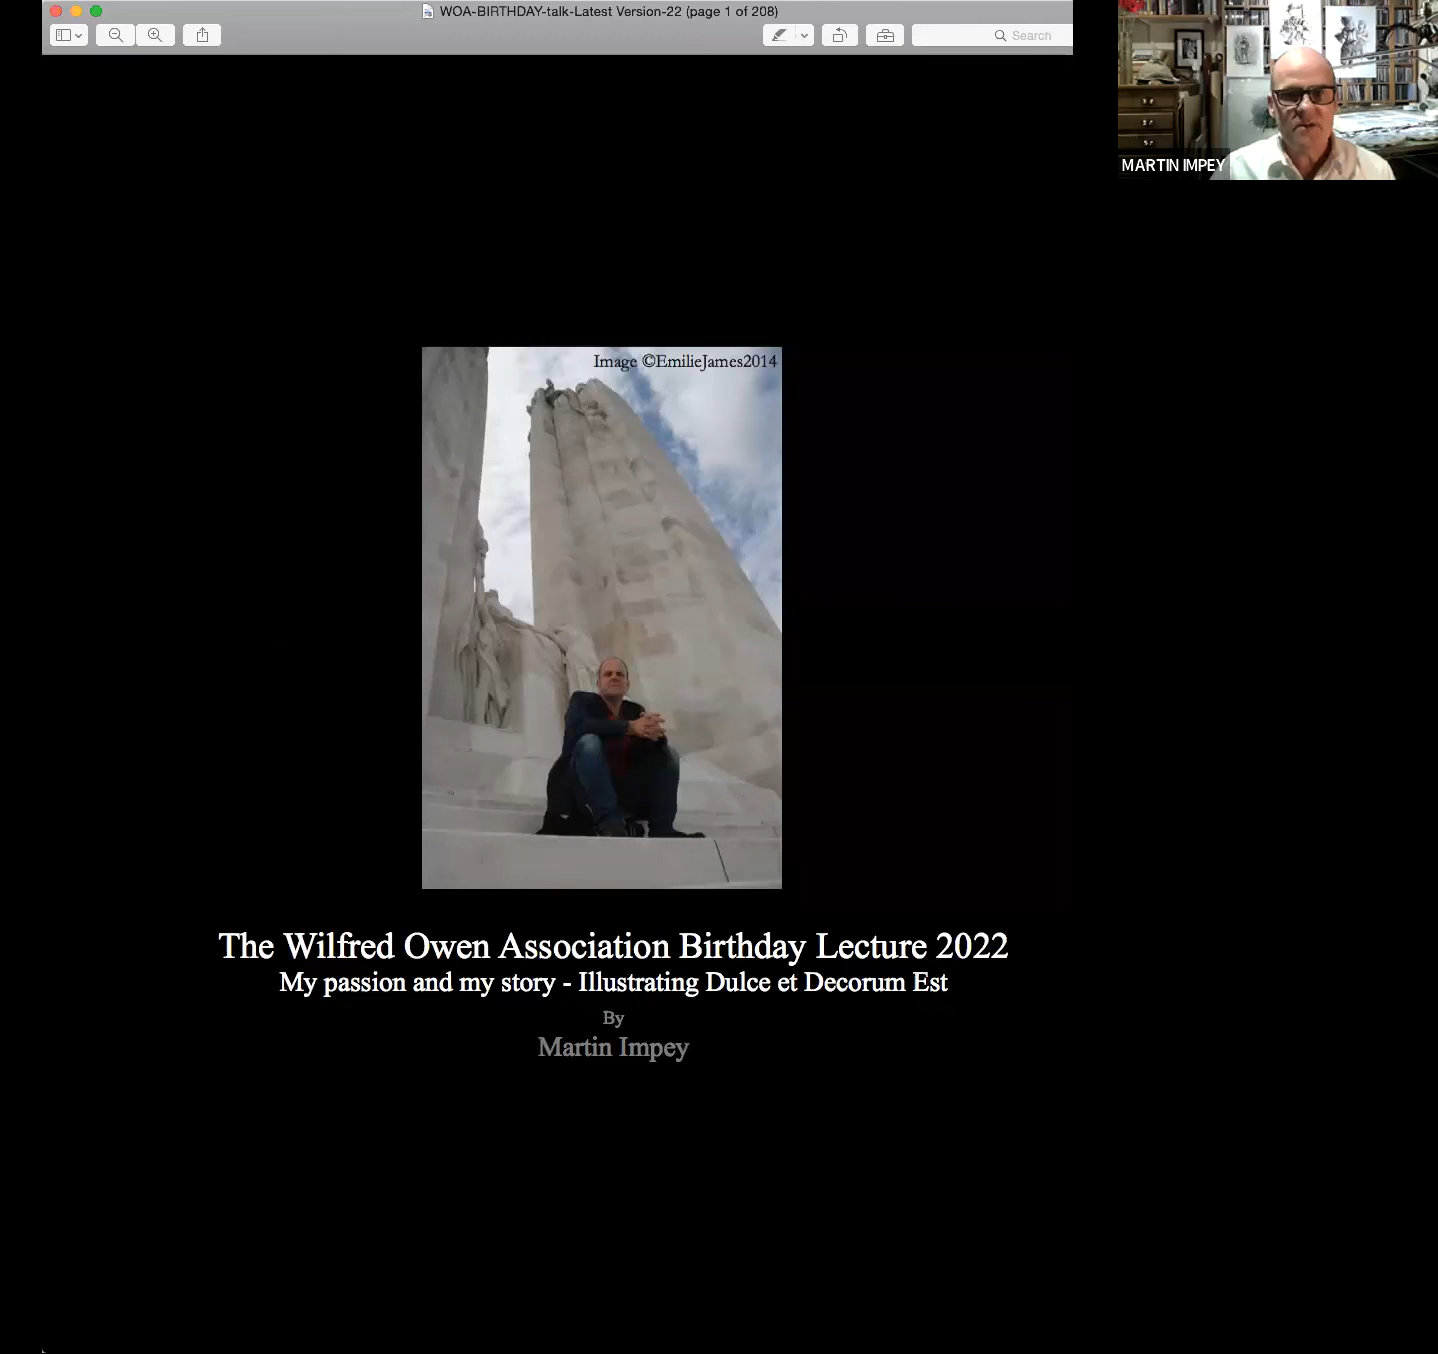 WOA-BIRTHDAY-talk-Latest Version-22 (page 1 of 208)
Search
MARTIN IMPEY
Image ©EmilieJames2014
The Wilfred Owen Association Birthday Lecture 2022
My passion and my story - Illustrating Dulce et Decorum Est
By
Martin Impey